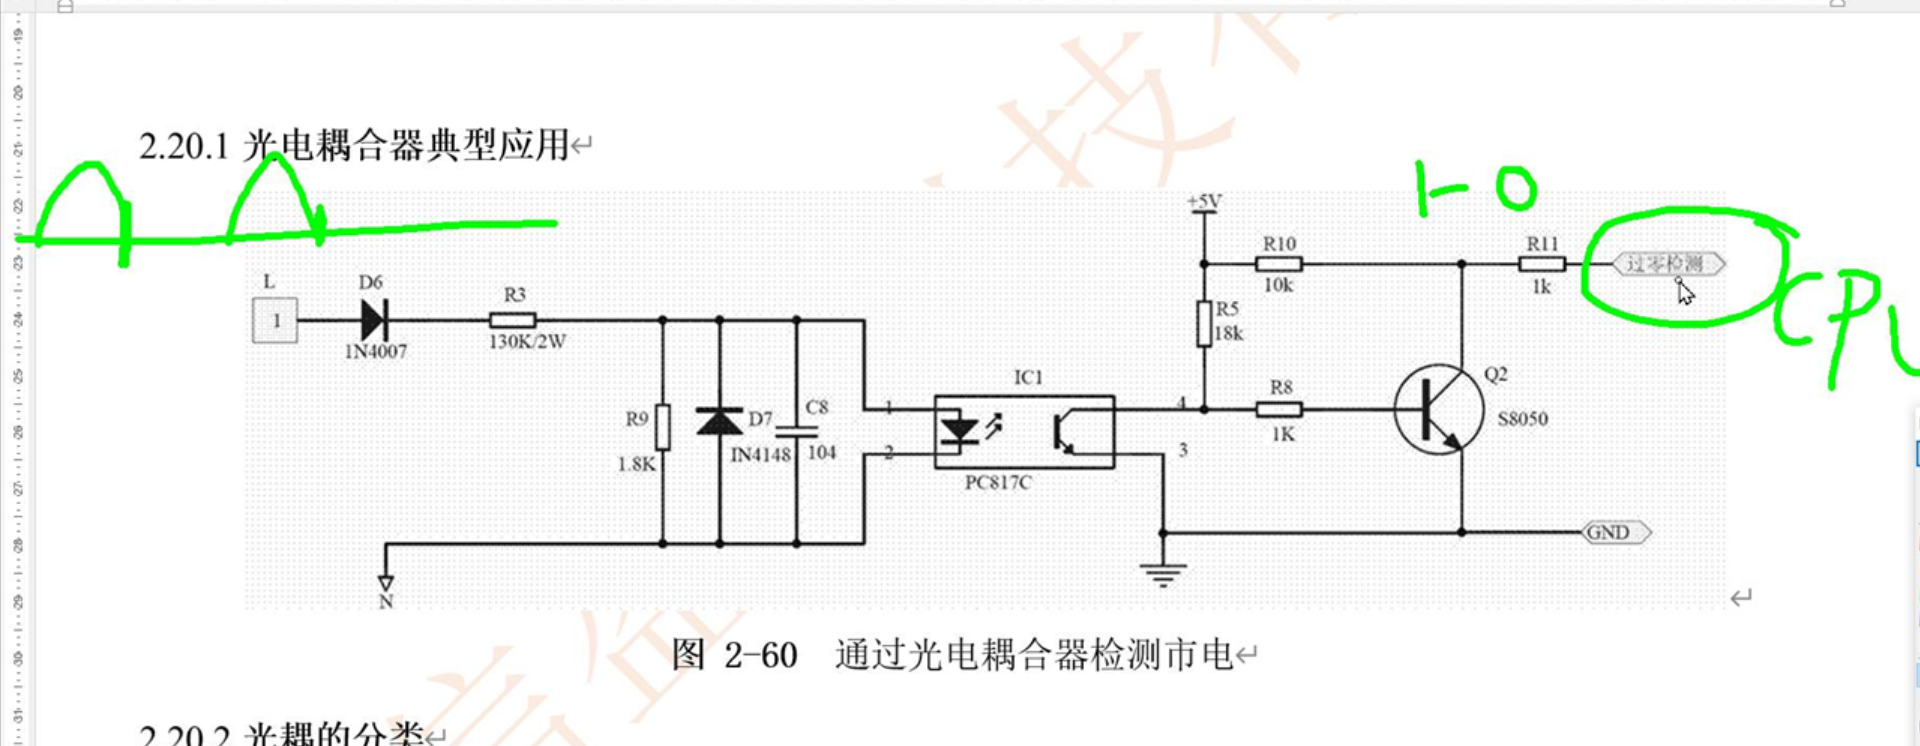 2.20.1 光电耦合器典型应用
1-0
+5V
R10
10k
R11
1k
过零检测
CPU
L
1
D6
1N4007
R3
130K/2W
R5
18k
IC1
R9
1.8K
D7
IN4148
C8
104
1
2
PC817C
4
3
R8
1K
Q2
S8050
GND
N
图 2-60 通过光电耦合器检测市电
2.20.2 光耦的分类